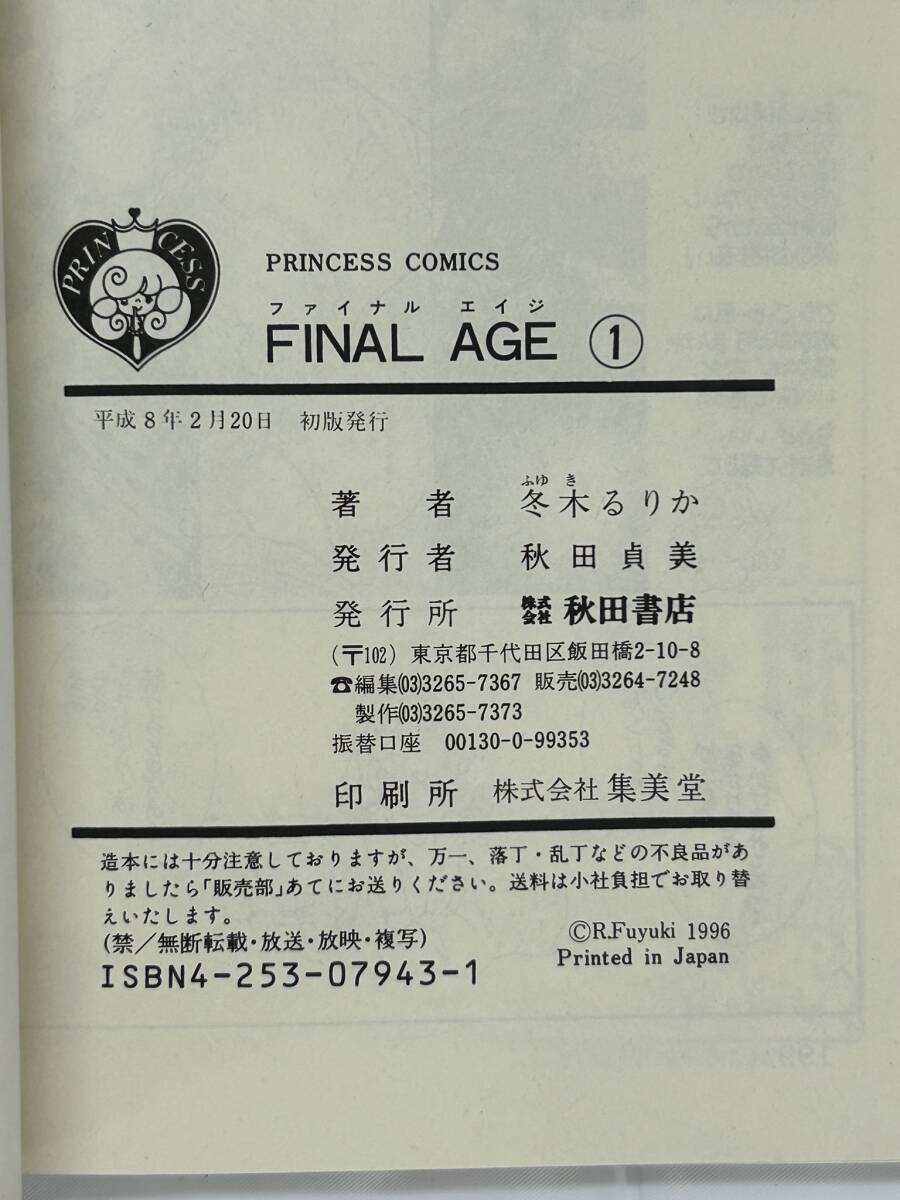 PRINCESS
PRINCESS COMICS
ファイナル エイジ
FINAL AGE ①
平成8年2月20日 初版発行
ふゆ き
著者 冬木るりか
発行者 秋田貞美
発行所 株式会社 秋田書店
(〒102) 東京都千代田区飯田橋2-10-8
☎編集(03)3265-7367 販売(03)3264-7248
製作(03)3265-7373
振替口座 00130-0-99353
印刷所 株式会社 集美堂
造本には十分注意しておりますが、万一、落丁・乱丁などの不良品があ
りましたら「販売部」あてにお送りください。送料は小社負担でお取り替
えいたします。
(禁／無断転載・放送・放映・複写)
©R.Fuyuki 1996
Printed in Japan
ISBN4-253-07943-1